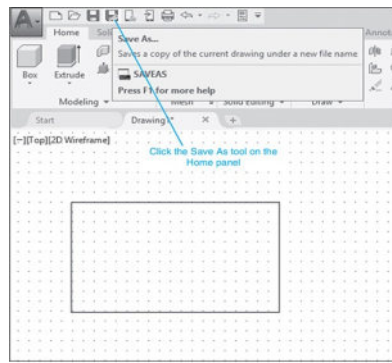 A
Home
Save As...
Saves a copy of the current drawing under a new file name
SAVEAS
Press F1 for more help
Annot
Box
Extrude
Modeling
Mesh
Solid Editing
Draw
Start
Drawing
Click the Save As tool on the
Home panel
[−][Top][2D Wireframe]